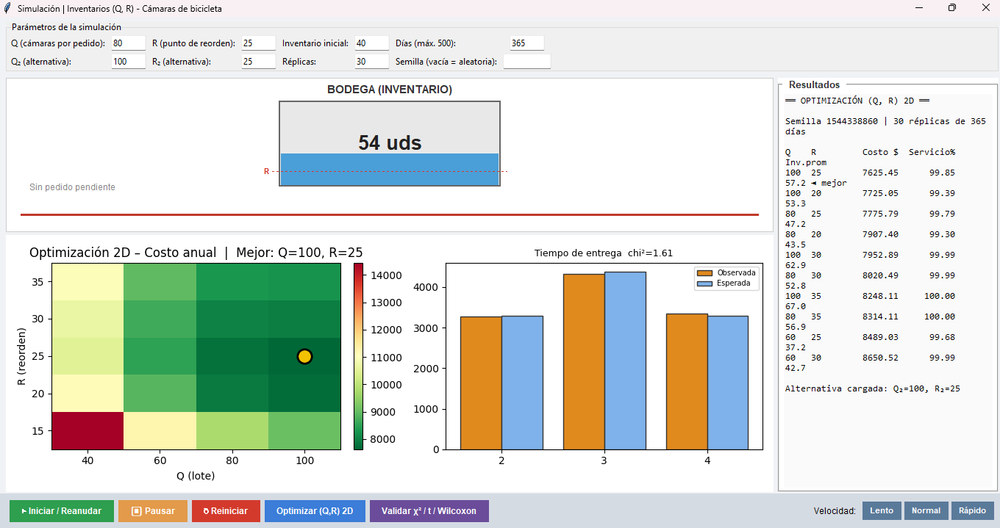 Simulación | Inventarios (Q, R) - Cámaras de bicicleta
Parámetros de la simulación
Q (cámaras por pedido): 80 R (punto de reorden): 25 Inventario inicial: 40 Días (máx. 500): 365
Q₂ (alternativa): 100 R₂ (alternativa): 25 Réplicas: 30 Semilla (vacía = aleatoria):
BODEGA (INVENTARIO)
54 uds
R
Sin pedido pendiente
Optimización 2D – Costo anual | Mejor: Q=100, R=25
R (reorden)
35
30
25
20
15
40 60 80 100
Q (lote)
14000
13000
12000
11000
10000
9000
8000
Tiempo de entrega chi²=1.61
Observada
Esperada
4000
3000
2000
1000
0
2 3 4
Resultados
══ OPTIMIZACIÓN (Q, R) 2D ══
Semilla 1544338860 | 30 réplicas de 365
días
Q R Costo $ Servicio%
Inv.prom
100 25 7625.45 99.85
57.2 ◄ mejor
100 20 7725.05 99.39
53.3
80 25 7775.79 99.79
47.2
80 20 7907.40 99.30
43.5
100 30 7952.89 99.99
62.9
80 30 8020.49 99.99
52.8
100 35 8248.11 100.00
67.0
80 35 8314.11 100.00
56.9
60 25 8489.03 99.68
37.2
60 30 8650.52 99.99
42.7
Alternativa cargada: Q₂=100, R₂=25
Iniciar / Reanudar
Pausar
Reiniciar
Optimizar (Q,R) 2D
Validar χ² / t / Wilcoxon
Velocidad:
Lento
Normal
Rápido